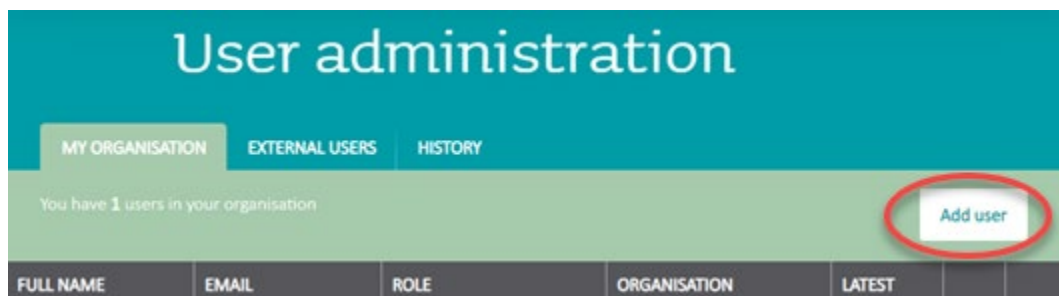 User administration
MY ORGANISATION EXTERNAL USERS HISTORY
You have 1 users in your organisation
Add user
FULL NAME EMAIL ROLE ORGANISATION LATEST